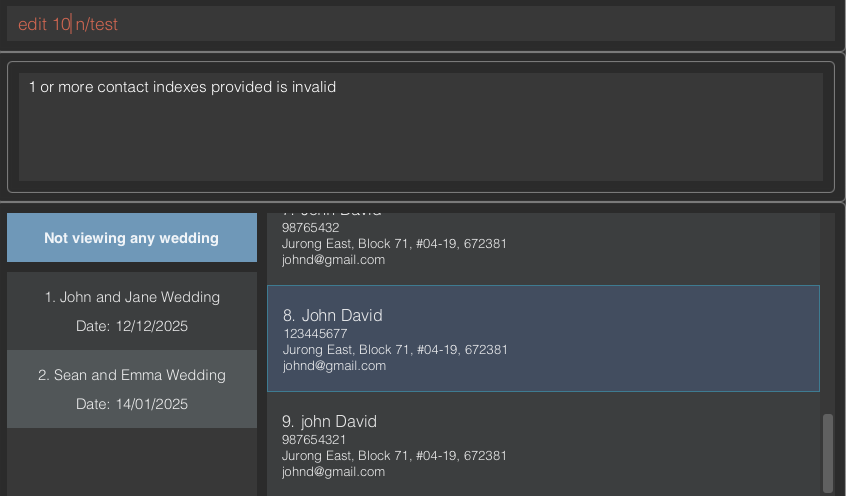 edit 10 n/test
1 or more contact indexes provided is invalid
Not viewing any wedding
1. John and Jane Wedding
Date: 12/12/2025
2. Sean and Emma Wedding
Date: 14/01/2025
7. John David
98765432
Jurong East, Block 71, #04-19, 672381
johnd@gmail.com
8. John David
123445677
Jurong East, Block 71, #04-19, 672381
johnd@gmail.com
9. john David
987654321
Jurong East, Block 71, #04-19, 672381
johnd@gmail.com